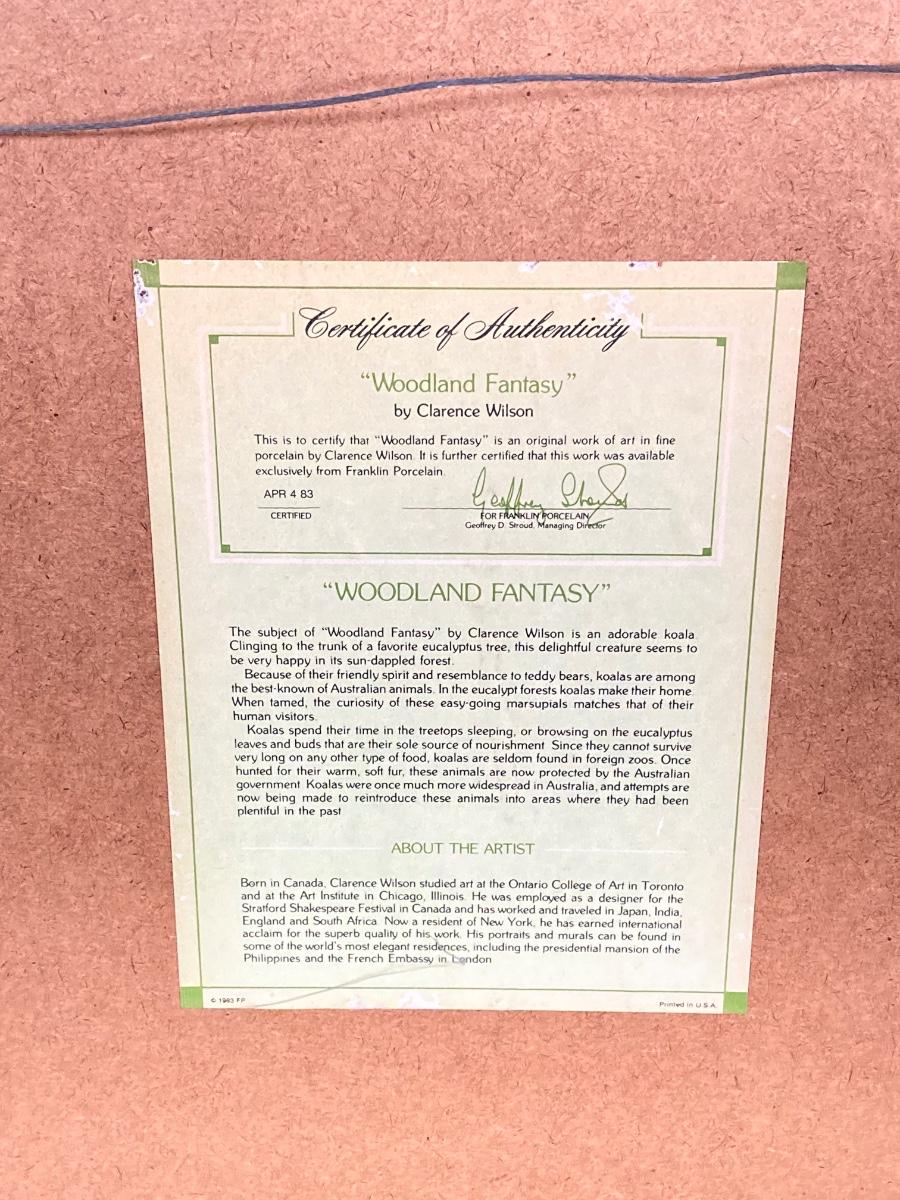 Certificate of Authenticity
“Woodland Fantasy”
by Clarence Wilson
This is to certify that “Woodland Fantasy” is an original work of art in fine
porcelain by Clarence Wilson. It is further certified that this work was available
exclusively from Franklin Porcelain.
APR 4 83
CERTIFIED
Geoffrey Stroud
FOR FRANKLIN PORCELAIN
Geoffrey D. Stroud, Managing Director
“WOODLAND FANTASY”
The subject of “Woodland Fantasy” by Clarence Wilson is an adorable koala.
Clinging to the trunk of a favorite eucalyptus tree, this delightful creature seems to
be very happy in its sun-dappled forest.
Because of their friendly spirit and resemblance to teddy bears, koalas are among
the best-known of Australian animals. In the eucalypt forests koalas make their home.
When tamed, the curiosity of these easy-going marsupials matches that of their
human visitors.
Koalas spend their time in the treetops sleeping, or browsing on the eucalyptus
leaves and buds that are their sole source of nourishment. Since they cannot survive
very long on any other type of food, koalas are seldom found in foreign zoos. Once
hunted for their warm, soft fur, these animals are now protected by the Australian
government. Koalas were once much more widespread in Australia, and attempts are
now being made to reintroduce these animals into areas where they had been
plentiful in the past
ABOUT THE ARTIST
Born in Canada, Clarence Wilson studied art at the Ontario College of Art in Toronto
and at the Art Institute in Chicago, Illinois. He was employed as a designer for the
Stratford Shakespeare Festival in Canada and has worked and traveled in Japan, India,
England and South Africa. Now a resident of New York, he has earned international
acclaim for the superb quality of his work. His portraits and murals can be found in
some of the world's most elegant residences, including the presidential mansion of the
Philippines and the French Embassy in London
© 1983 FP
Printed in U.S.A.